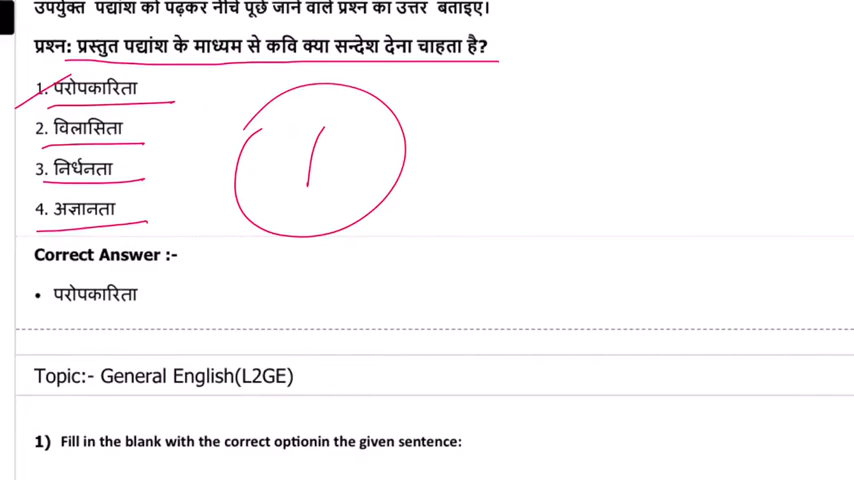 उपर्युक्त पद्यांश को पढ़कर नीचे पूछे जाने वाले प्रश्न का उत्तर बताइए।
प्रश्न: प्रस्तुत पद्यांश के माध्यम से कवि क्या सन्देश देना चाहता है?
1. परोपकारिता
2. विलासिता
3. निर्धनता
4. अज्ञानता
1
Correct Answer :-
• परोपकारिता
Topic:- General English(L2GE)
1) Fill in the blank with the correct optionin the given sentence: